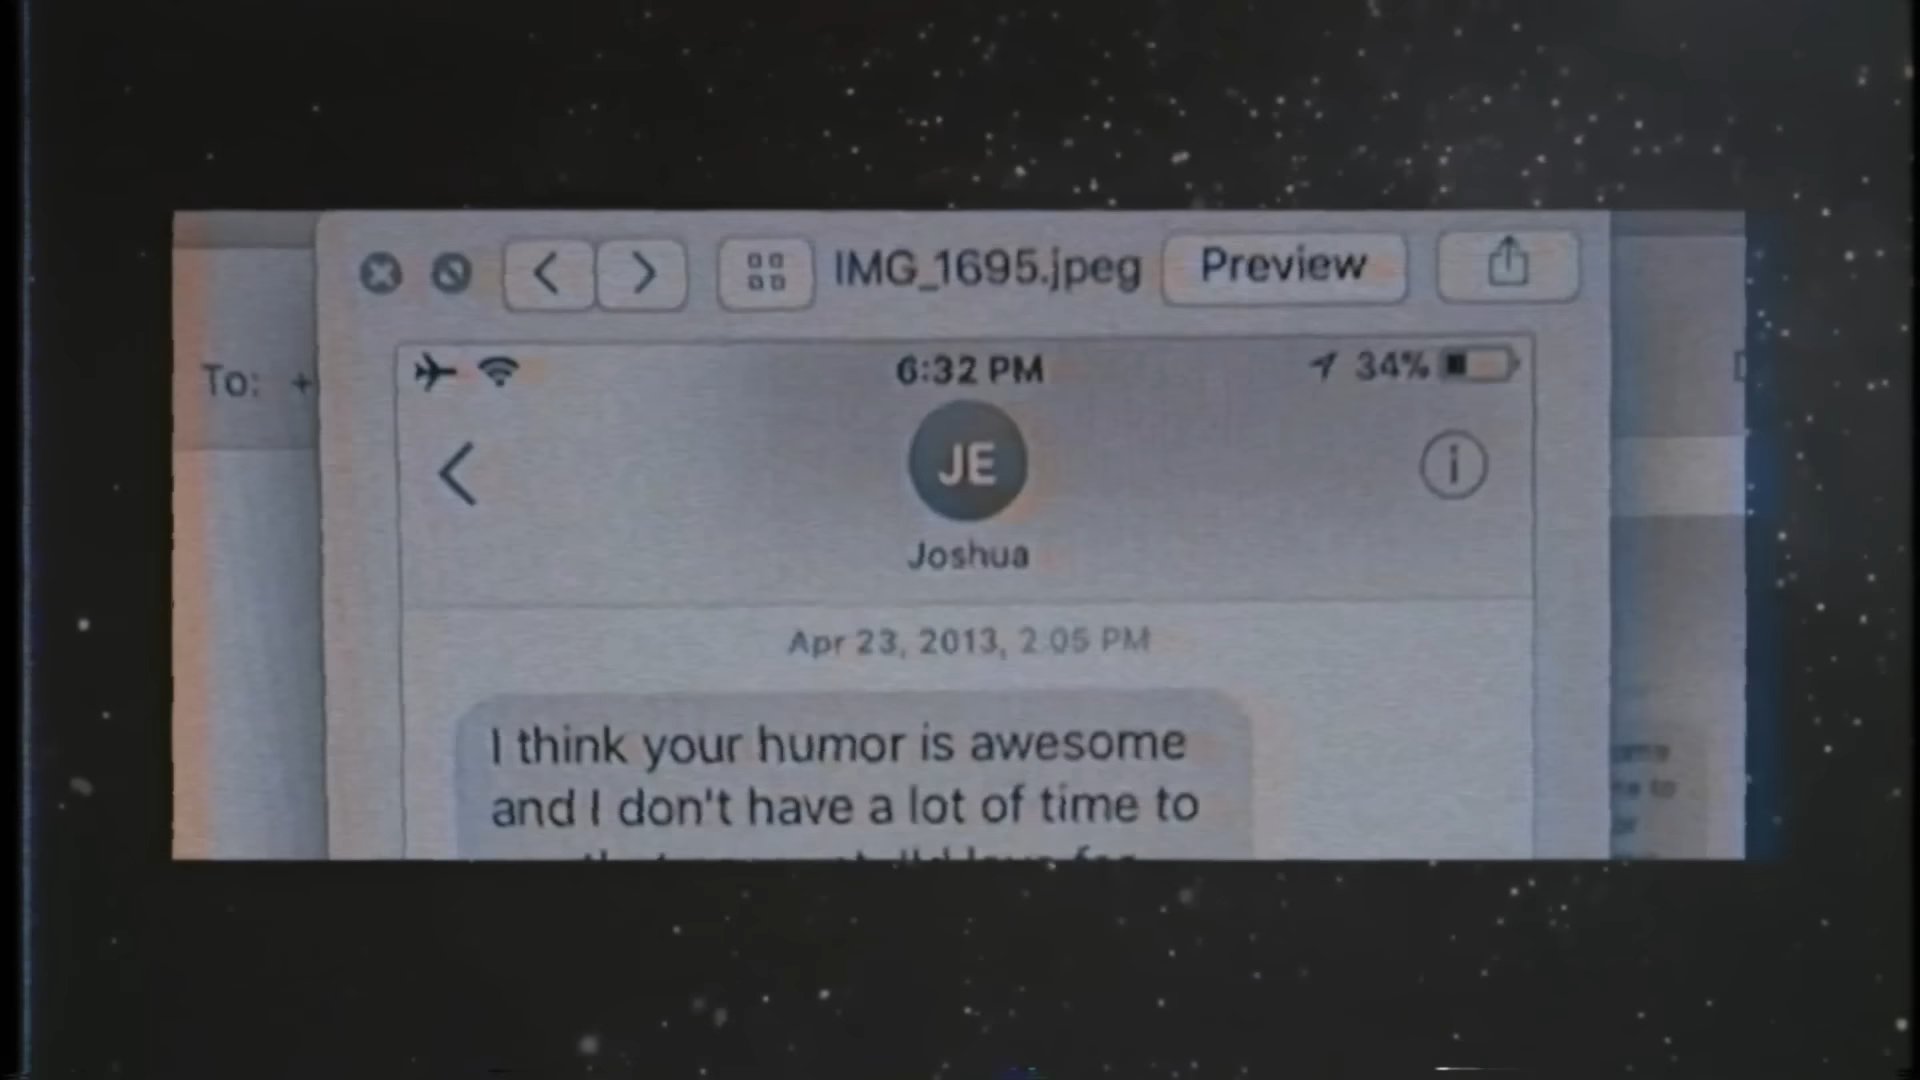 IMG_1695.jpeg Preview
To: +
6:32 PM 34%
JE
Joshua
Apr 23, 2013, 2:05 PM
I think your humor is awesome
and I don't have a lot of time to